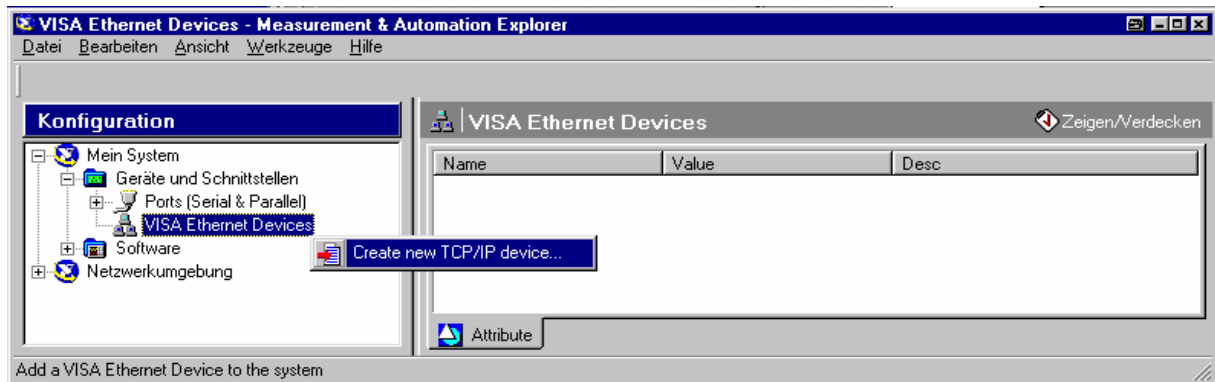 VISA Ethernet Devices - Measurement & Automation Explorer
Datei Bearbeiten Ansicht Werkzeuge Hilfe
Konfiguration
VISA Ethernet Devices
Zeigen/Verdecken
Mein System
Geräte und Schnittstellen
Ports (Serial & Parallel)
VISA Ethernet Devices
Software
Netzwerkumgebung
Create new TCP/IP device...
Name Value Desc
Attribute
Add a VISA Ethernet Device to the system